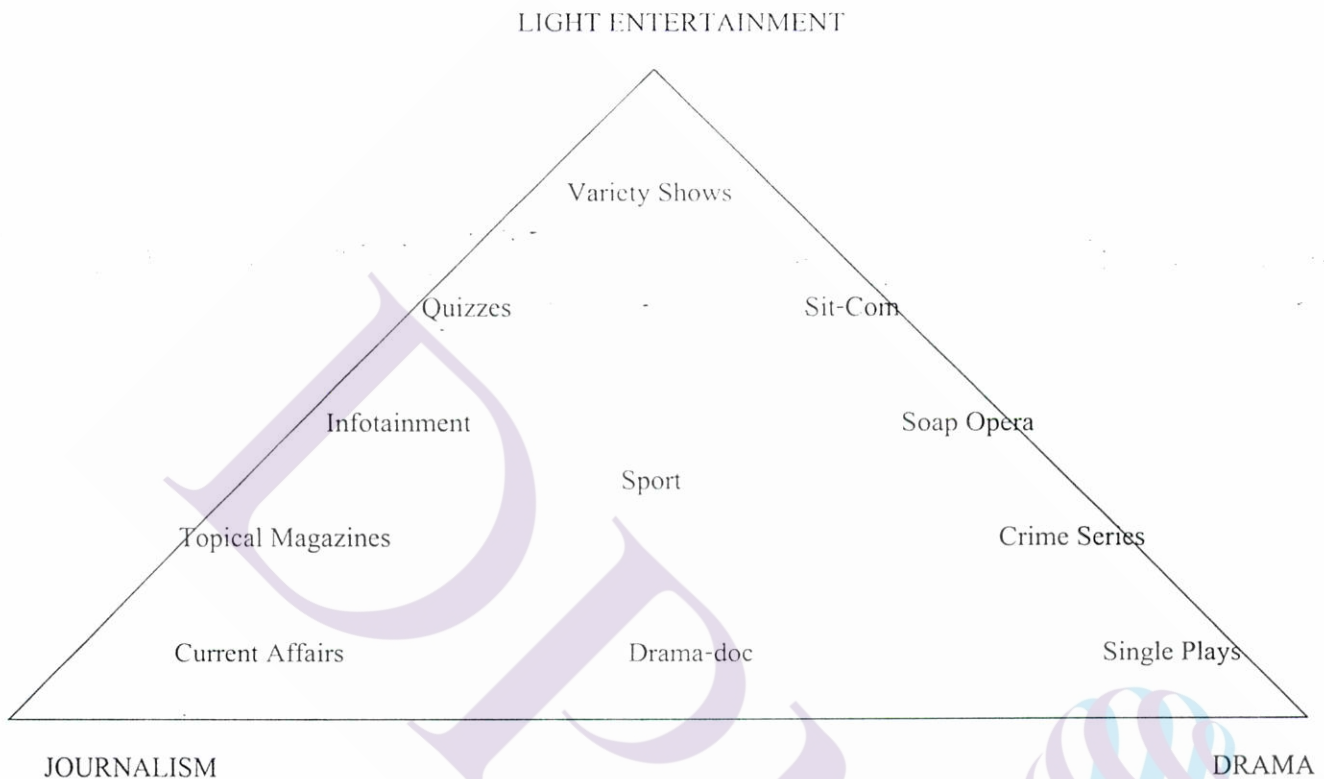 LIGHT ENTERTAINMENT
Variety Shows
Quizzes
Sit-Com
Infotainment
Soap Opera
Sport
Topical Magazines
Crime Series
Current Affairs
Drama-doc
Single Plays
JOURNALISM
DRAMA